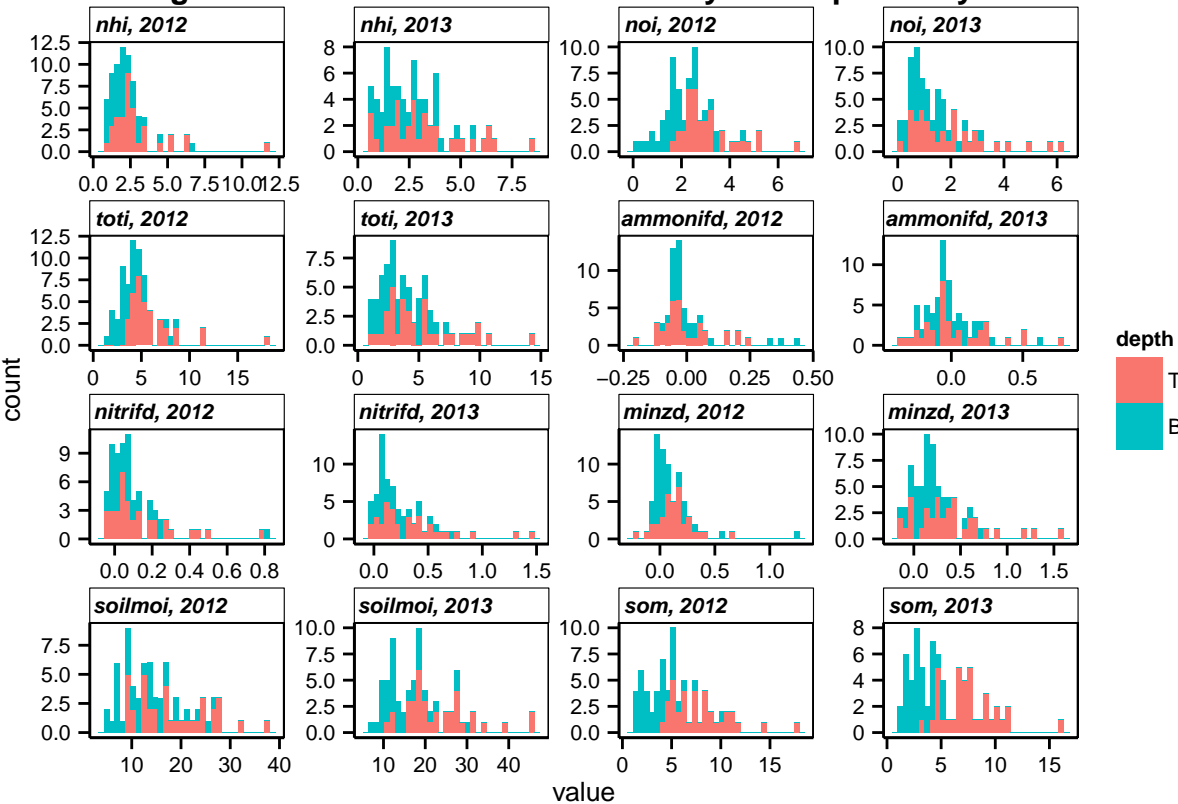 nhi, 2012
nhi, 2013
noi, 2012
noi, 2013
12.5
10.0
7.5
5.0
2.5
0.0
8
6
4
2
0
10.0
7.5
5.0
2.5
0.0
10.0
7.5
5.0
2.5
0.0
0.0 2.5 5.0 7.5 10.0 12.5
0.0 2.5 5.0 7.5
0 2 4 6
0 2 4 6
toti, 2012
toti, 2013
ammonifd, 2012
ammonifd, 2013
12.5
10.0
7.5
5.0
2.5
0.0
7.5
5.0
2.5
0.0
10
5
0
10
5
0
0 5 10 15
0 5 10 15
−0.25 0.00 0.25 0.50
0.0 0.5
nitrifd, 2012
nitrifd, 2013
minzd, 2012
minzd, 2013
9
6
3
0
10
5
0
10
5
0
10.0
7.5
5.0
2.5
0.0
0.0 0.2 0.4 0.6 0.8
0.0 0.5 1.0 1.5
0.0 0.5 1.0
0.0 0.5 1.0 1.5
soilmoi, 2012
soilmoi, 2013
som, 2012
som, 2013
7.5
5.0
2.5
0.0
10.0
7.5
5.0
2.5
0.0
10.0
7.5
5.0
2.5
0.0
8
6
4
2
0
10 20 30 40
10 20 30 40
0 5 10 15
0 5 10 15
count
value
depth
T
B